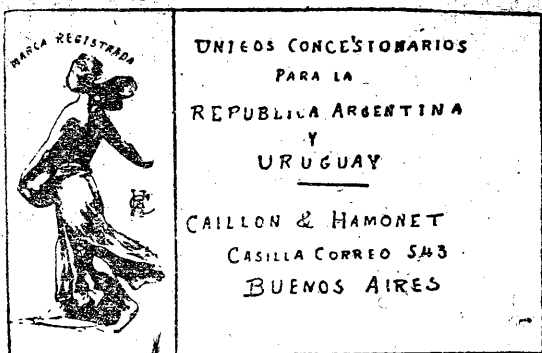 MARCA REGISTRADA
UNICOS CONCESIONARIOS
PARA LA
REPUBLICA ARGENTINA
Y
URUGUAY
CAILLON & HAMONET
CASILLA CORREO 543
BUENOS AIRES